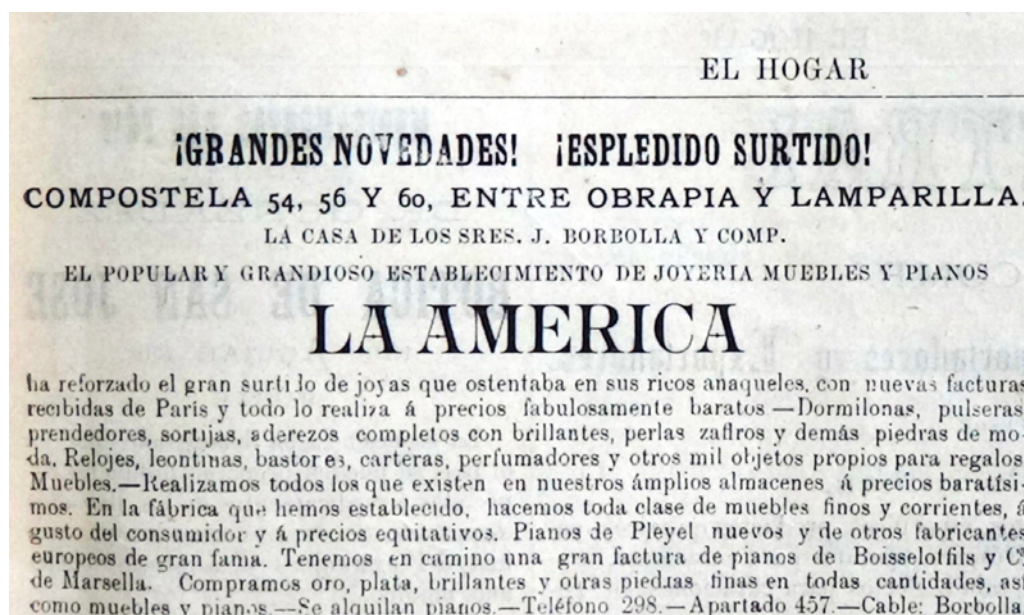 EL HOGAR
¡GRANDES NOVEDADES! ¡ESPLEDIDO SURTIDO!
COMPOSTELA 54, 56 Y 60, ENTRE OBRAPIA Y LAMPARILLA.
LA CASA DE LOS SRES. J. BORBOLLA Y COMP.
EL POPULAR Y GRANDIOSO ESTABLECIMIENTO DE JOYERIA MUEBLES Y PIANOS
LA AMERICA
ha reforzado el gran surtido de joyas que ostentaba en sus ricos anaqueles, con nuevas facturas
recibidas de París y todo lo realiza á precios fabulosamente baratos —Dormilonas, pulseras
prendedores, sortijas, aderezos completos con brillantes, perlas zafiros y demás piedras de mo-
da. Relojes, leontinas, bastores, carteras, perfumadores y otros mil objetos propios para regalos
Muebles.—Realizamos todos los que existen en nuestros ámplios almacenes á precios baratísi-
mos. En la fábrica que hemos establecido, hacemos toda clase de muebles finos y corrientes, á
gusto del consumidor y á precios equitativos. Pianos de Pleyel nuevos y de otros fabricantes
europeos de gran fama. Tenemos en camino una gran factura de pianos de Boisselotfils y Cª
de Marsella. Compramos oro, plata, brillantes y otras piedras finas en todas cantidades, así
como muebles y pianos.—Se alquilan pianos.—Teléfono 298.—Apartado 457.—Cable: Borbolla